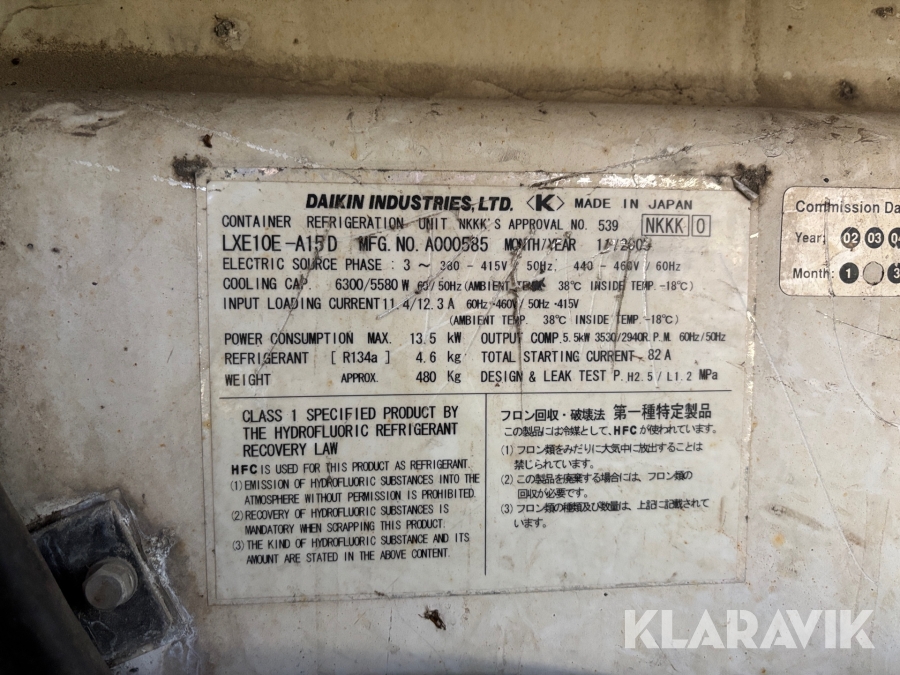 DAIKIN INDUSTRIES, LTD. <K> MADE IN JAPAN
CONTAINER REFRIGERATION UNIT NKKK'S APPROVAL NO. 539 NKKK 0
LXE10E-A15D MFG. NO. A000585 MONTH/YEAR
ELECTRIC SOURCE PHASE : 3 ~ 380 - 415V / 50Hz, 440 - 460V / 60Hz
COOLING CAP. 6300/5580 W 60/50Hz (AMBIENT TEMP. 38℃ INSIDE TEMP. -18℃)
INPUT LOADING CURRENT 11.4/12.3 A 60Hz・460V / 50Hz・415V
(AMBIENT TEMP. 38℃ INSIDE TEMP. -18℃)
POWER CONSUMPTION MAX. 13.5 kW OUTPUT COMP. 5.5kW 3530/2940R.P.M. 60Hz/50Hz
REFRIGERANT [ R134a ] 4.6 kg TOTAL STARTING CURRENT 82 A
WEIGHT APPROX. 480 Kg DESIGN & LEAK TEST P. H2.5 / L1.2 MPa
CLASS 1 SPECIFIED PRODUCT BY
THE HYDROFLUORIC REFRIGERANT
RECOVERY LAW
HFC IS USED FOR THIS PRODUCT AS REFRIGERANT.
(1) EMISSION OF HYDROFLUORIC SUBSTANCES INTO THE
ATMOSPHERE WITHOUT PERMISSION IS PROHIBITED.
(2) RECOVERY OF HYDROFLUORIC SUBSTANCES IS
MANDATORY WHEN SCRAPPING THIS PRODUCT.
(3) THE KIND OF HYDROFLUORIC SUBSTANCE AND ITS
AMOUNT ARE STATED IN THE ABOVE CONTENT.
フロン回収・破壊法 第一種特定製品
この製品には冷媒として、HFCが使われています。
(1) フロン類をみだりに大気中に放出することは
禁じられています。
(2) この製品を廃棄する場合には、フロン類の
回収が必要です。
(3) フロン類の種類及び数量は、上記に記載されて
います。
Commission Da
Year: 02 03 04
Month: 1 3
KLARAVIK